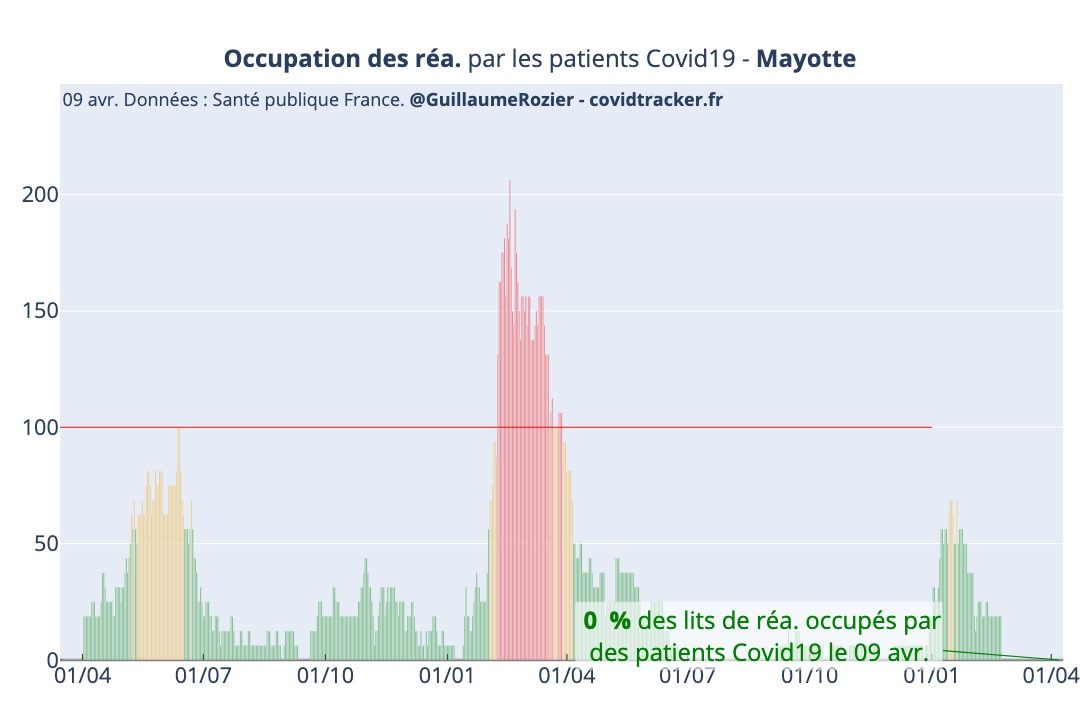 Occupation des réa. par les patients Covid19 - Mayotte
09 avr. Données : Santé publique France. @GuillaumeRozier - covidtracker.fr
200
150
100
50
0
0 % des lits de réa. occupés par
des patients Covid19 le 09 avr.
01/04 01/07 01/10 01/01 01/04 01/07 01/10 01/01 01/04